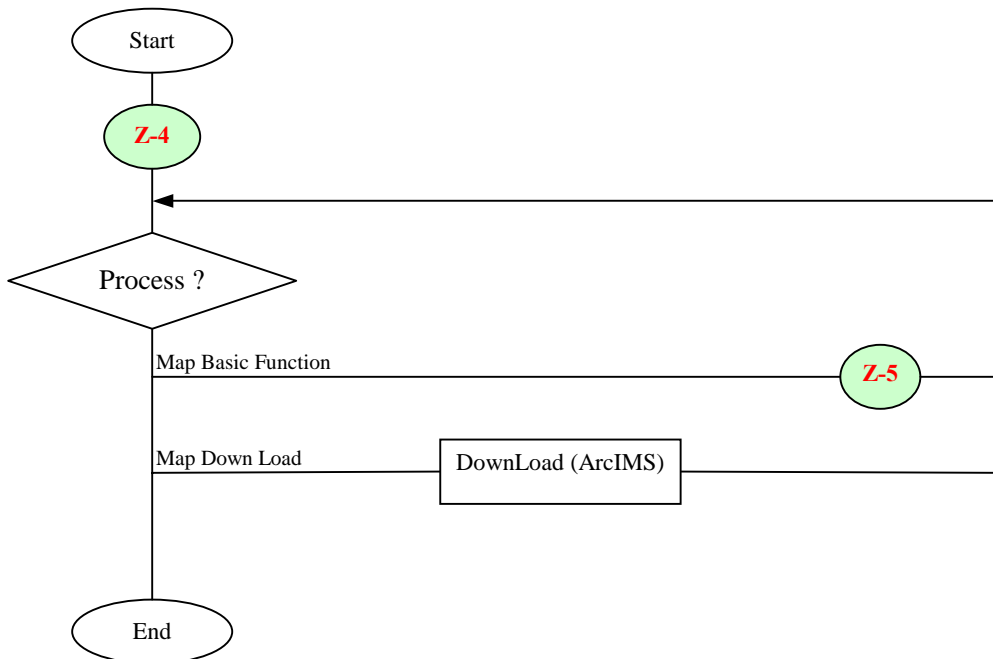 Start
Z-4
Process ?
Map Basic Function
Z-5
Map Down Load
DownLoad (ArcIMS)
End